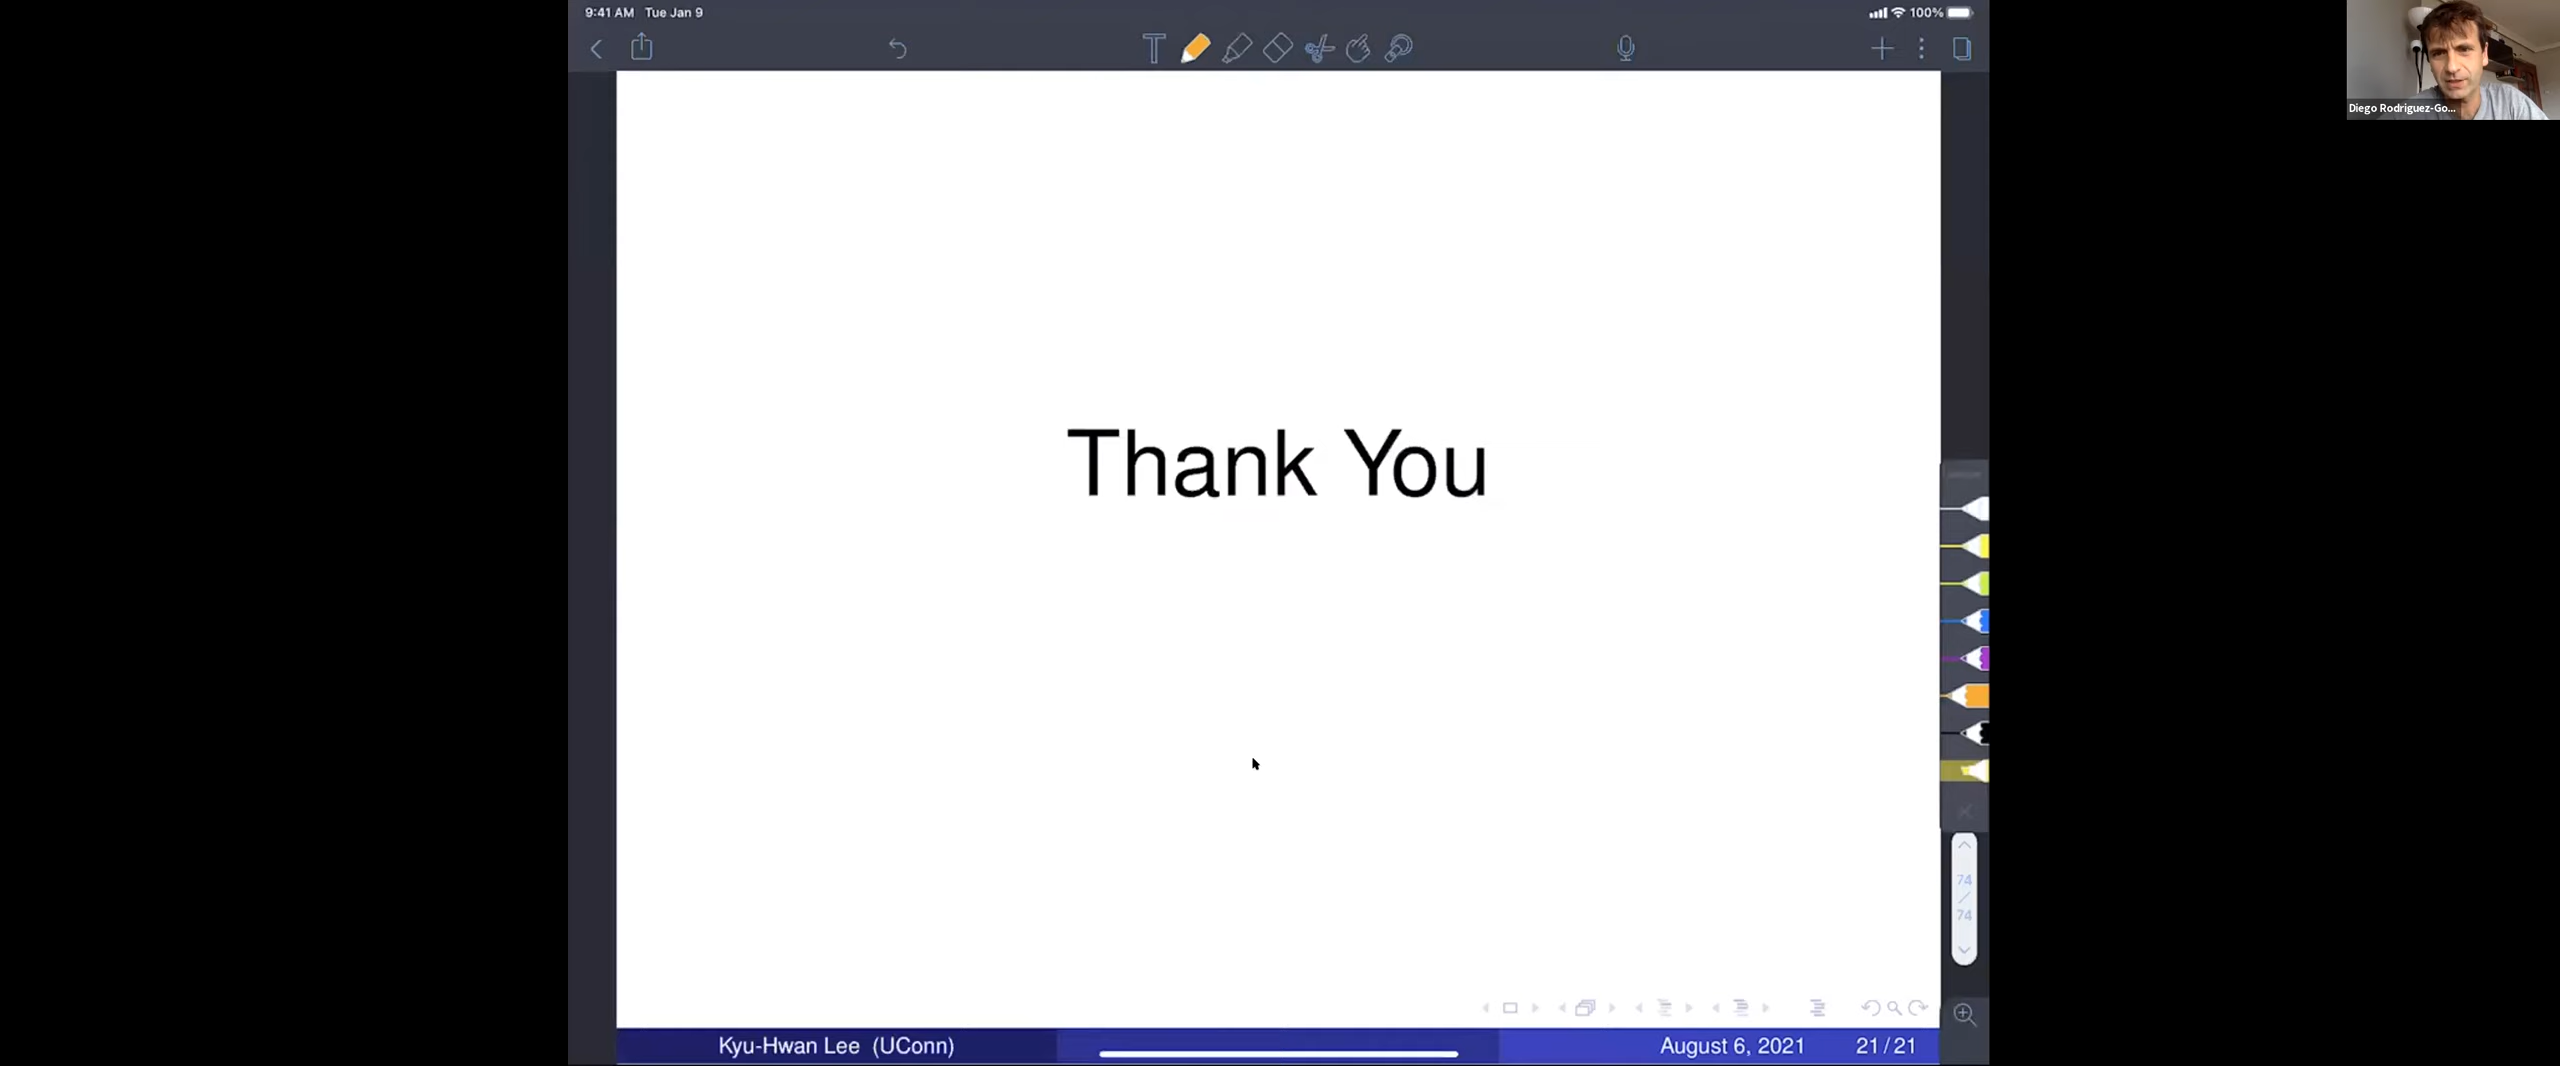 9:41 AM Tue Jan 9
100%
Diego Rodriguez-Go...
Thank You
74
/
74
Kyu-Hwan Lee (UConn)
August 6, 2021
21 / 21